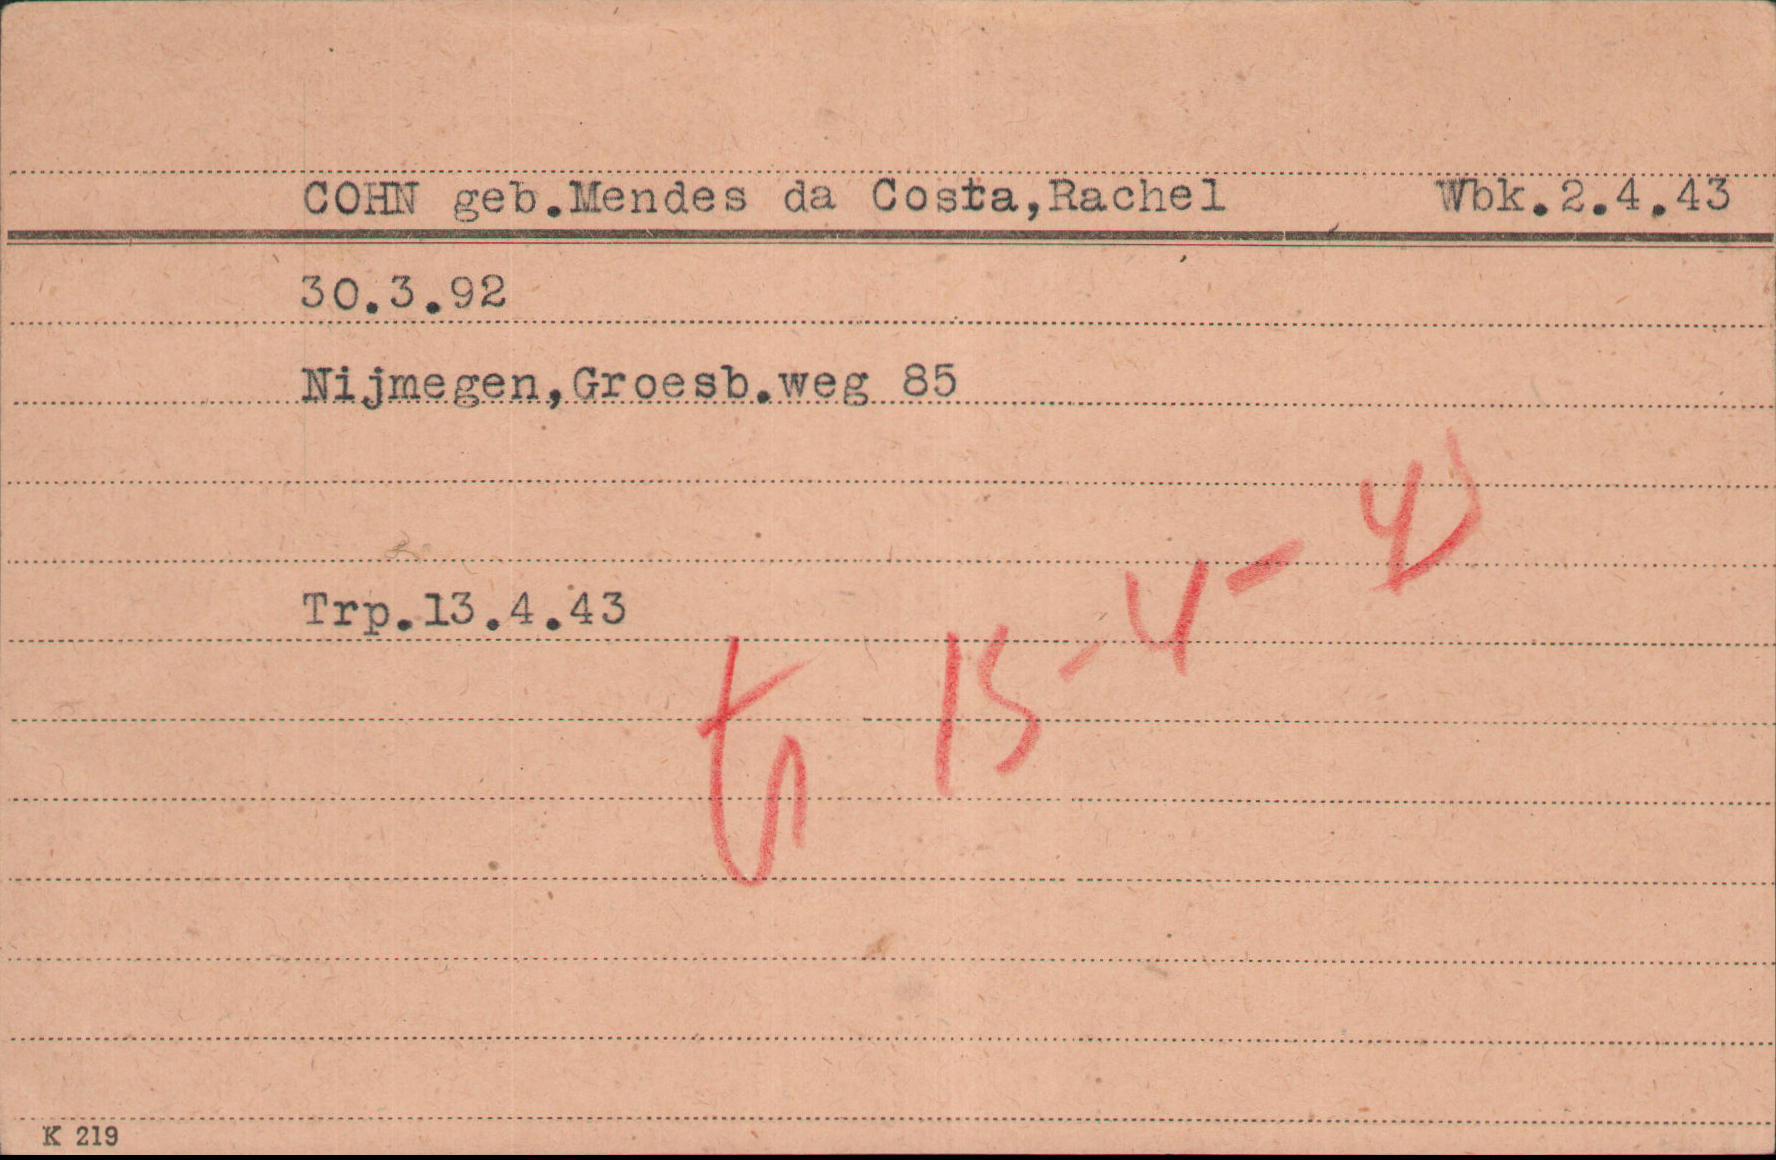 COHN geb.Mendes da Costa,Rachel Wbk.2.4.43
30.3.92
Nijmegen,Groesb.weg 85
Trp.13.4.43
15-4-43
K 219